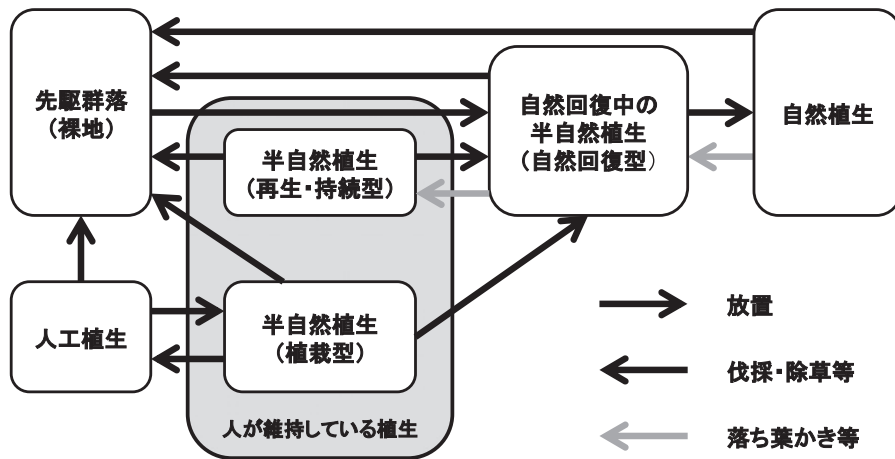 先駆群落
(裸地)
半自然植生
(再生・持続型)
自然回復中の
半自然植生
(自然回復型)
自然植生
人工植生
半自然植生
(植栽型)
人が維持している植生
放置
伐採・除草等
落ち葉かき等